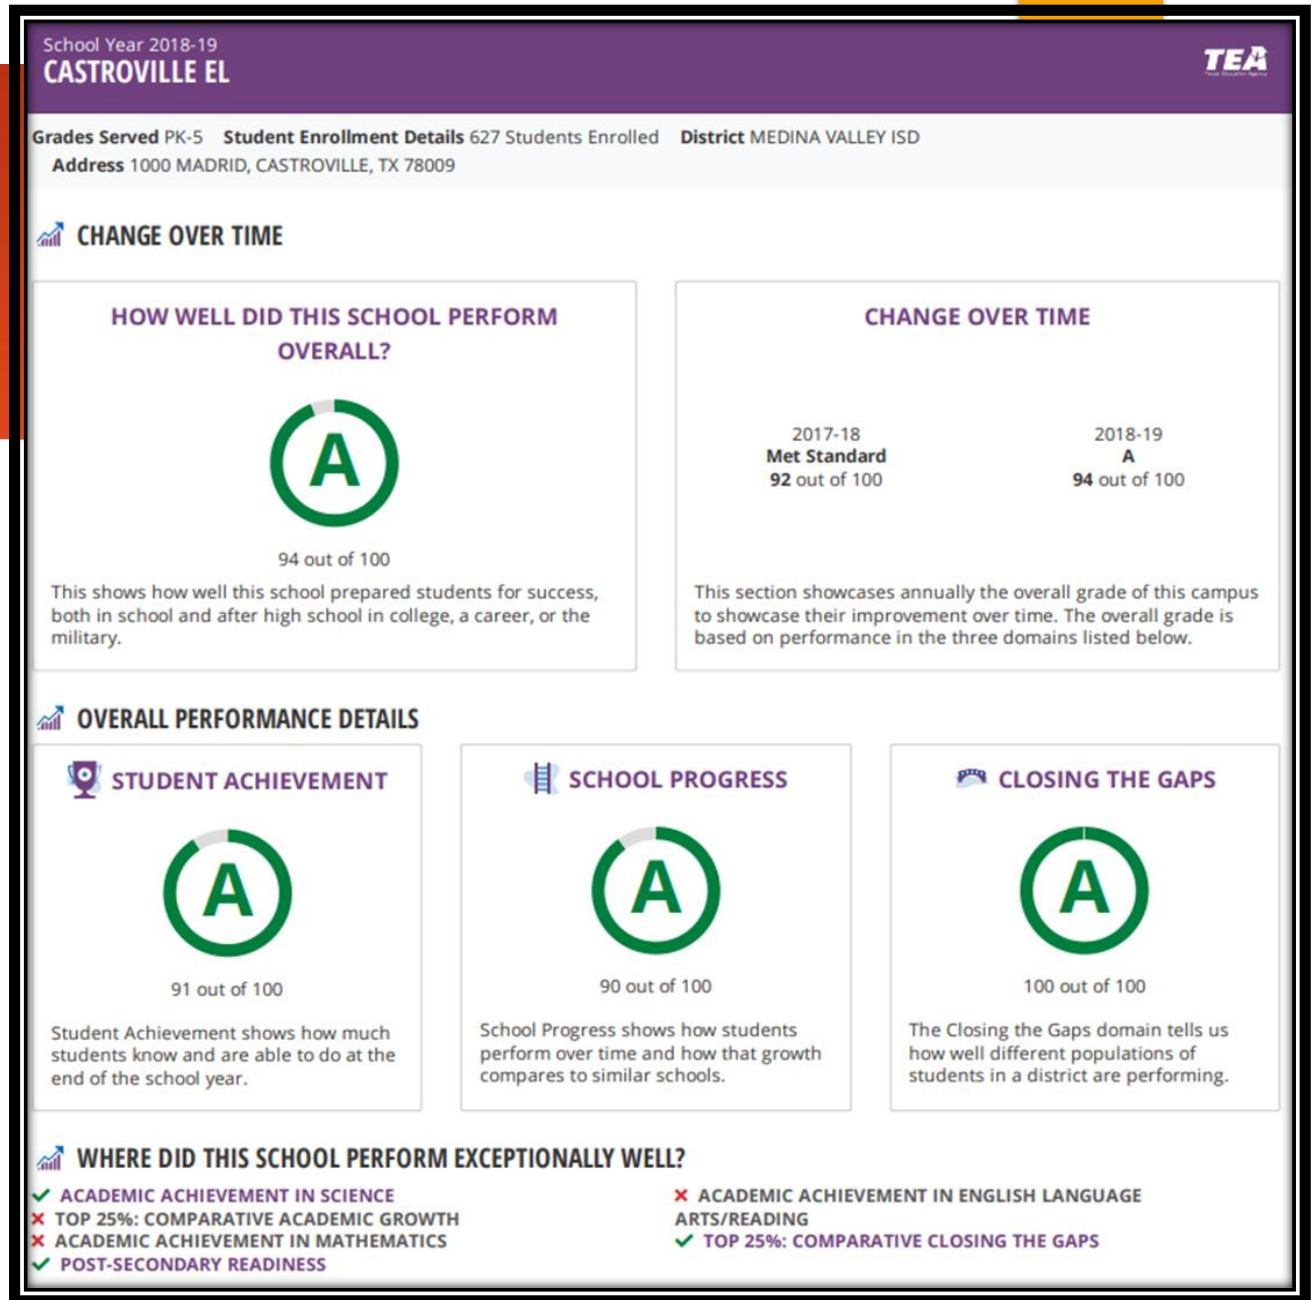 School Year 2018-19
CASTROVILLE EL
TEA
Texas Education Agency
Grades Served PK-5 Student Enrollment Details 627 Students Enrolled District MEDINA VALLEY ISD
Address 1000 MADRID, CASTROVILLE, TX 78009
CHANGE OVER TIME
HOW WELL DID THIS SCHOOL PERFORM
OVERALL?
A
94 out of 100
This shows how well this school prepared students for success,
both in school and after high school in college, a career, or the
military.
CHANGE OVER TIME
2017-18
Met Standard
92 out of 100
2018-19
A
94 out of 100
This section showcases annually the overall grade of this campus
to showcase their improvement over time. The overall grade is
based on performance in the three domains listed below.
OVERALL PERFORMANCE DETAILS
STUDENT ACHIEVEMENT
A
91 out of 100
Student Achievement shows how much
students know and are able to do at the
end of the school year.
SCHOOL PROGRESS
A
90 out of 100
School Progress shows how students
perform over time and how that growth
compares to similar schools.
CLOSING THE GAPS
A
100 out of 100
The Closing the Gaps domain tells us
how well different populations of
students in a district are performing.
WHERE DID THIS SCHOOL PERFORM EXCEPTIONALLY WELL?
✓ ACADEMIC ACHIEVEMENT IN SCIENCE
✗ TOP 25%: COMPARATIVE ACADEMIC GROWTH
✗ ACADEMIC ACHIEVEMENT IN MATHEMATICS
✓ POST-SECONDARY READINESS
✗ ACADEMIC ACHIEVEMENT IN ENGLISH LANGUAGE
ARTS/READING
✓ TOP 25%: COMPARATIVE CLOSING THE GAPS